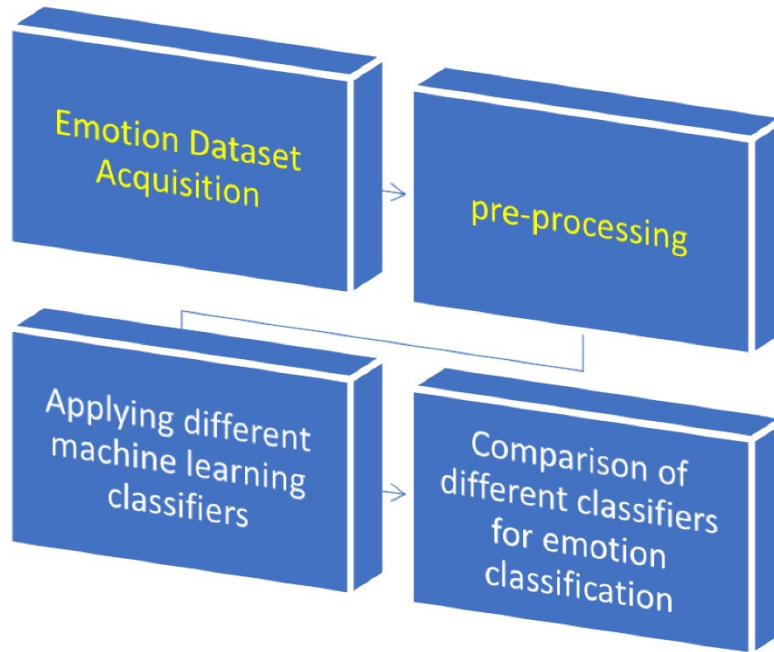 Emotion Dataset
Acquisition
pre-processing
Applying different
machine learning
classifiers
Comparison of
different classifiers
for emotion
classification